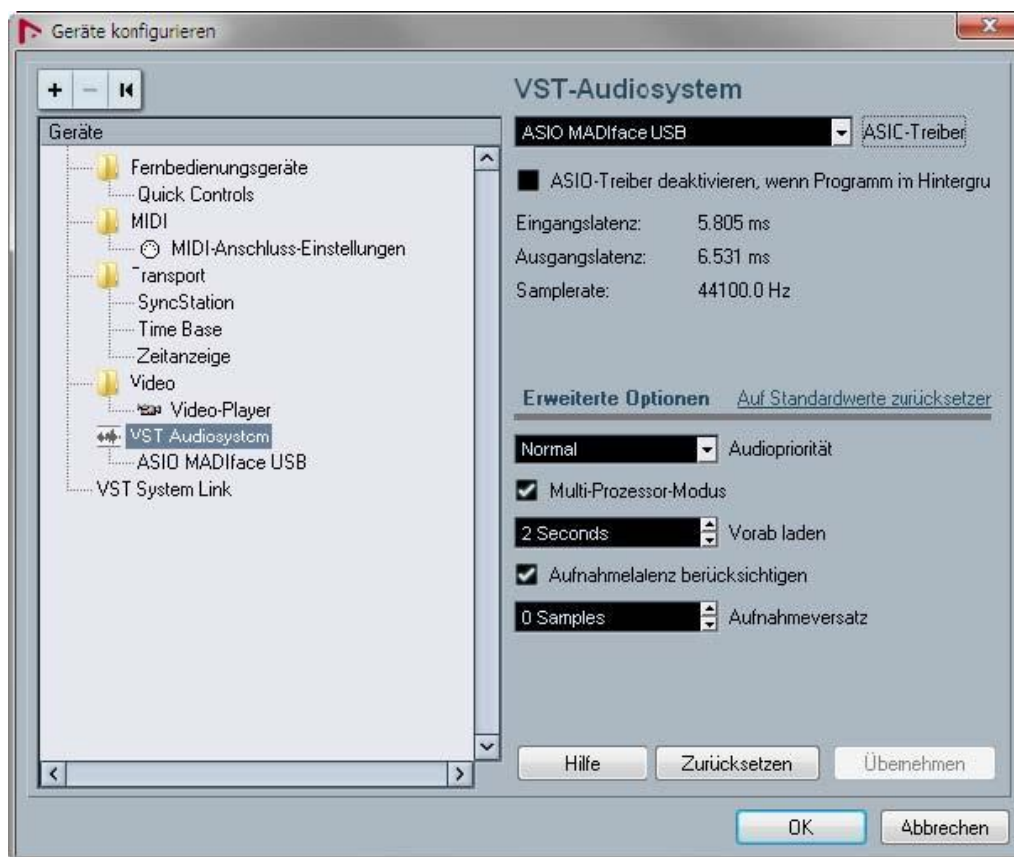 Geräte konfigurieren
Geräte
Fernbedienungsgeräte
Quick Controls
MIDI
MIDI-Anschluss-Einstellungen
Transport
SyncStation
Time Base
Zeitanzeige
Video
Video-Player
VST Audiosystem
ASIO MADIface USB
VST System Link
VST-Audiosystem
ASIO MADIface USB ASIO-Treiber
ASIO-Treiber deaktivieren, wenn Programm im Hintergru
Eingangslatenz: 5.805 ms
Ausgangslatenz: 6.531 ms
Samplerate: 44100.0 Hz
Erweiterte Optionen Auf Standardwerte zurücksetzen
Normal Audiopriorität
Multi-Prozessor-Modus
2 Seconds Vorab laden
Aufnahmelatenz berücksichtigen
0 Samples Aufnahmeversatz
Hilfe Zurücksetzen Übernehmen
OK Abbrechen